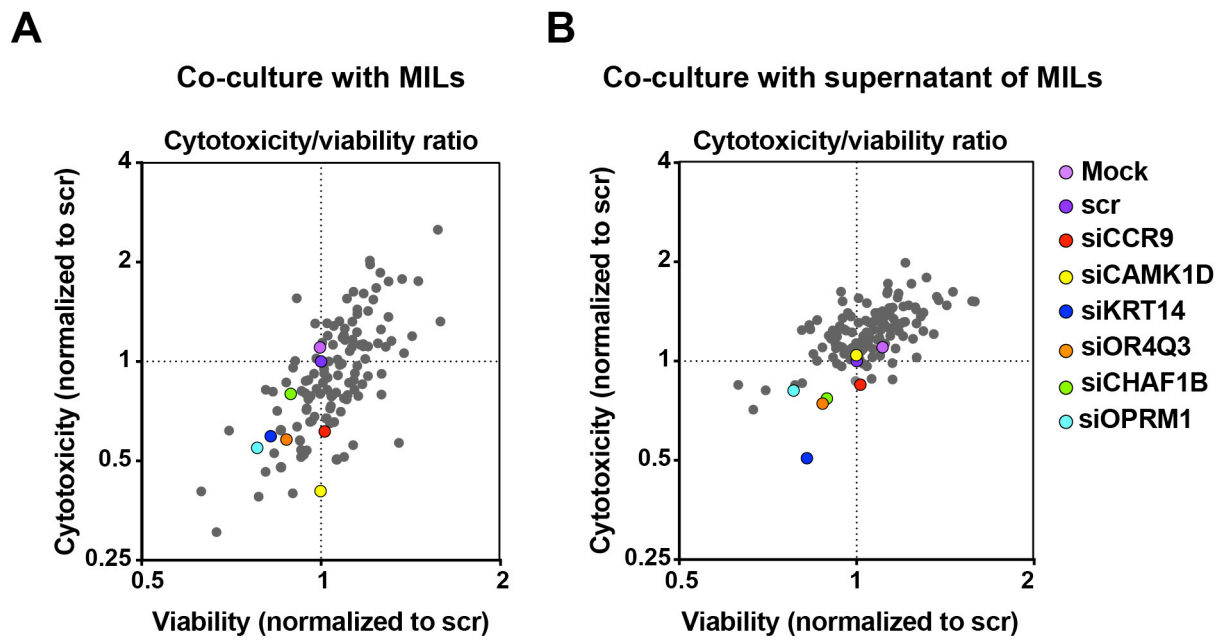 A
Co-culture with MILs
Cytotoxicity/viability ratio
Cytotoxicity (normalized to scr)
4
2
1
0.5
0.25
0.5
1
2
Viability (normalized to scr)
B
Co-culture with supernatant of MILs
Cytotoxicity/viability ratio
Cytotoxicity (normalized to scr)
4
2
1
0.5
0.25
0.5
1
2
Viability (normalized to scr)
Mock
scr
siCCR9
siCAMK1D
siKRT14
siOR4Q3
siCHAF1B
siOPRM1